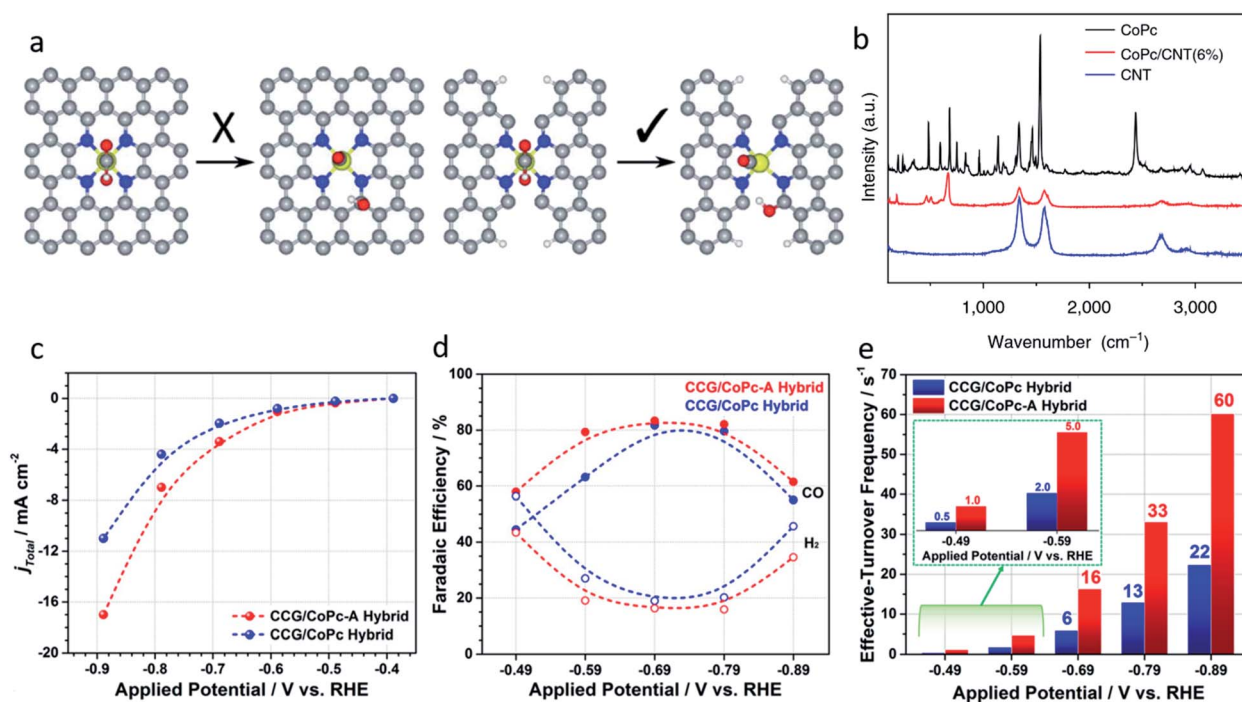 a
X
✓
b
CoPc
CoPc/CNT(6%)
CNT
Intensity (a.u.)
1,000
2,000
3,000
Wavenumber (cm⁻¹)
c
0
-4
-8
-12
-16
-20
j_Total / mA cm⁻²
CCG/CoPc-A Hybrid
CCG/CoPc Hybrid
-0.9
-0.8
-0.7
-0.6
-0.5
-0.4
Applied Potential / V vs. RHE
d
100
80
60
40
20
0
Faradaic Efficiency / %
CCG/CoPc-A Hybrid
CCG/CoPc Hybrid
CO
H₂
-0.49
-0.59
-0.69
-0.79
-0.89
Applied Potential / V vs. RHE
e
Effective-Turnover Frequency / s⁻¹
70
60
50
40
30
20
10
0
CCG/CoPc Hybrid
CCG/CoPc-A Hybrid
0.5
1.0
2.0
5.0
-0.49
-0.59
Applied Potential / V vs. RHE
6
16
13
33
22
60
-0.49
-0.59
-0.69
-0.79
-0.89
Applied Potential / V vs. RHE